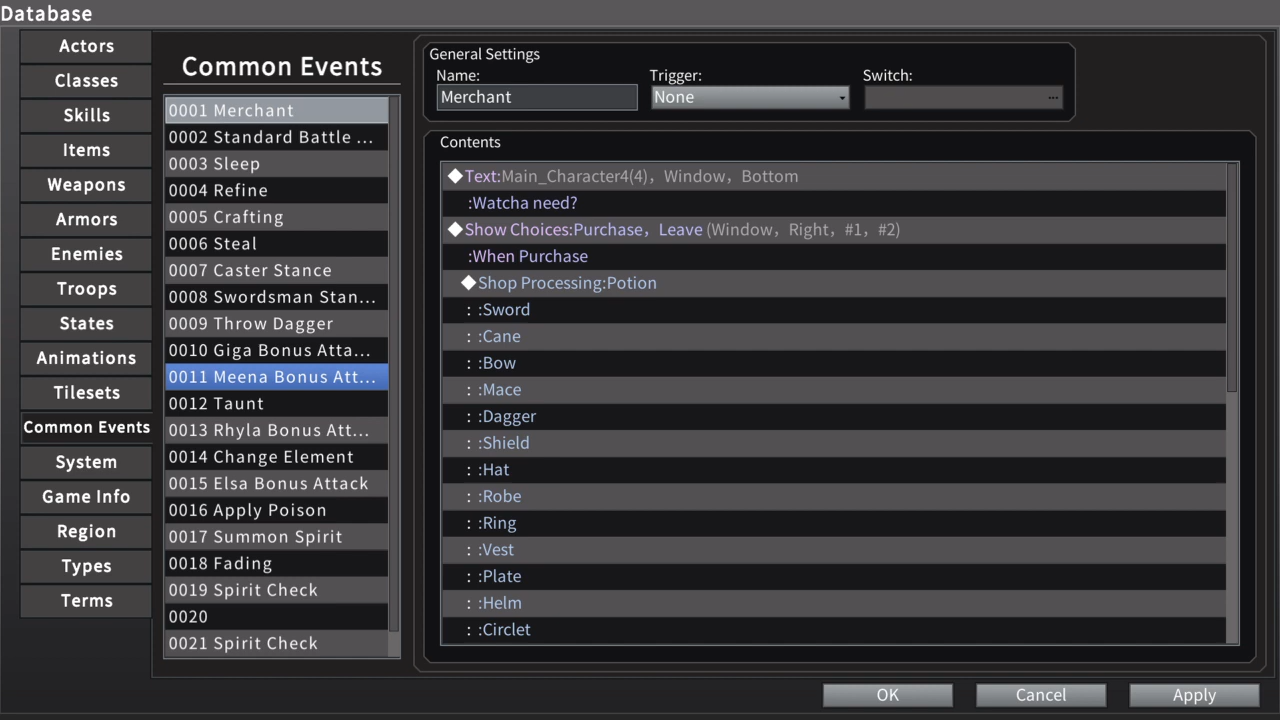 Database
Actors
Classes
Skills
Items
Weapons
Armors
Enemies
Troops
States
Animations
Tilesets
Common Events
System
Game Info
Region
Types
Terms
Common Events
0001 Merchant
0002 Standard Battle ...
0003 Sleep
0004 Refine
0005 Crafting
0006 Steal
0007 Caster Stance
0008 Swordsman Stan...
0009 Throw Dagger
0010 Giga Bonus Atta...
0011 Meena Bonus Att...
0012 Taunt
0013 Rhyla Bonus Att...
0014 Change Element
0015 Elsa Bonus Attack
0016 Apply Poison
0017 Summon Spirit
0018 Fading
0019 Spirit Check
0020
0021 Spirit Check
General Settings
Name: Trigger: Switch:
Merchant None ...
Contents
◆Text:Main_Character4(4), Window, Bottom
:Watcha need?
◆Show Choices:Purchase, Leave (Window, Right, #1, #2)
:When Purchase
◆Shop Processing:Potion
: :Sword
: :Cane
: :Bow
: :Mace
: :Dagger
: :Shield
: :Hat
: :Robe
: :Ring
: :Vest
: :Plate
: :Helm
: :Circlet
OK Cancel Apply